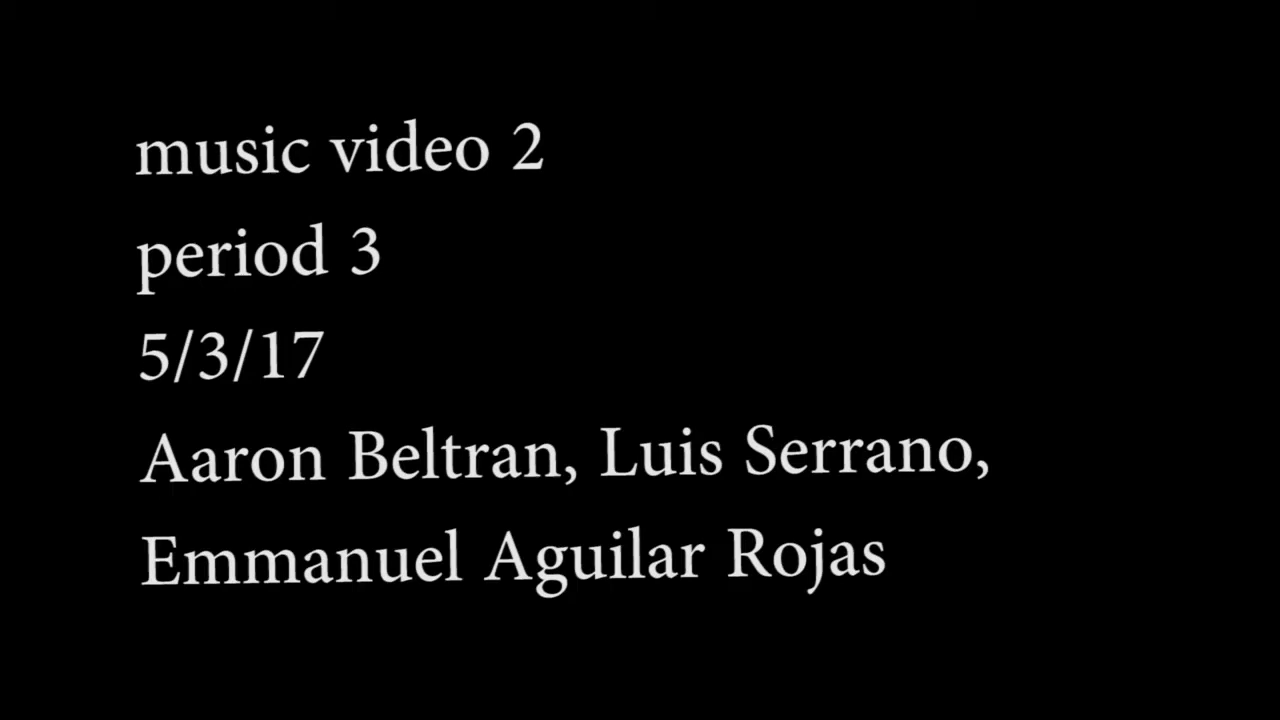 music video 2
period 3
5/3/17
Aaron Beltran, Luis Serrano,
Emmanuel Aguilar Rojas